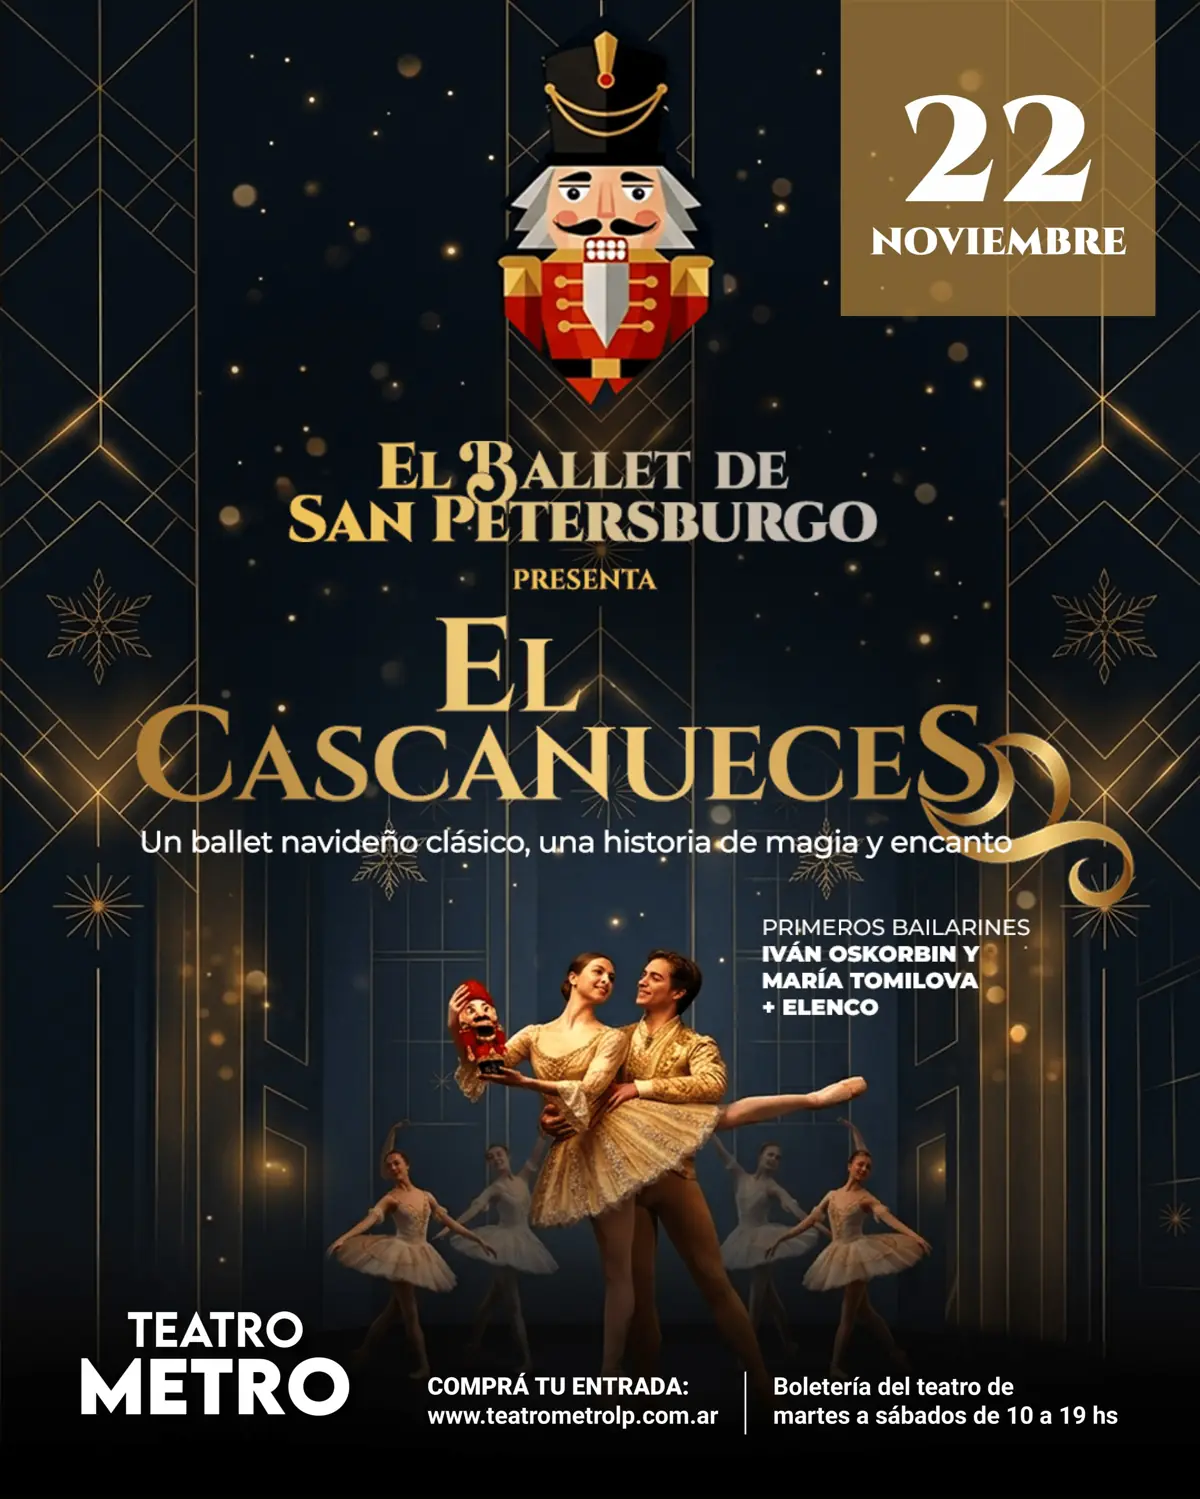 22
NOVIEMBRE
EL BALLET DE
SAN PETERSBURGO
PRESENTA
EL
CASCANUECES
Un ballet navideño clásico, una historia de magia y encanto
PRIMEROS BAILARINES
IVÁN OSKORBIN Y
MARÍA TOMILOVA
+ ELENCO
TEATRO
METRO
COMPRÁ TU ENTRADA:
www.teatrometrolp.com.ar
Boletería del teatro de
martes a sábados de 10 a 19 hs